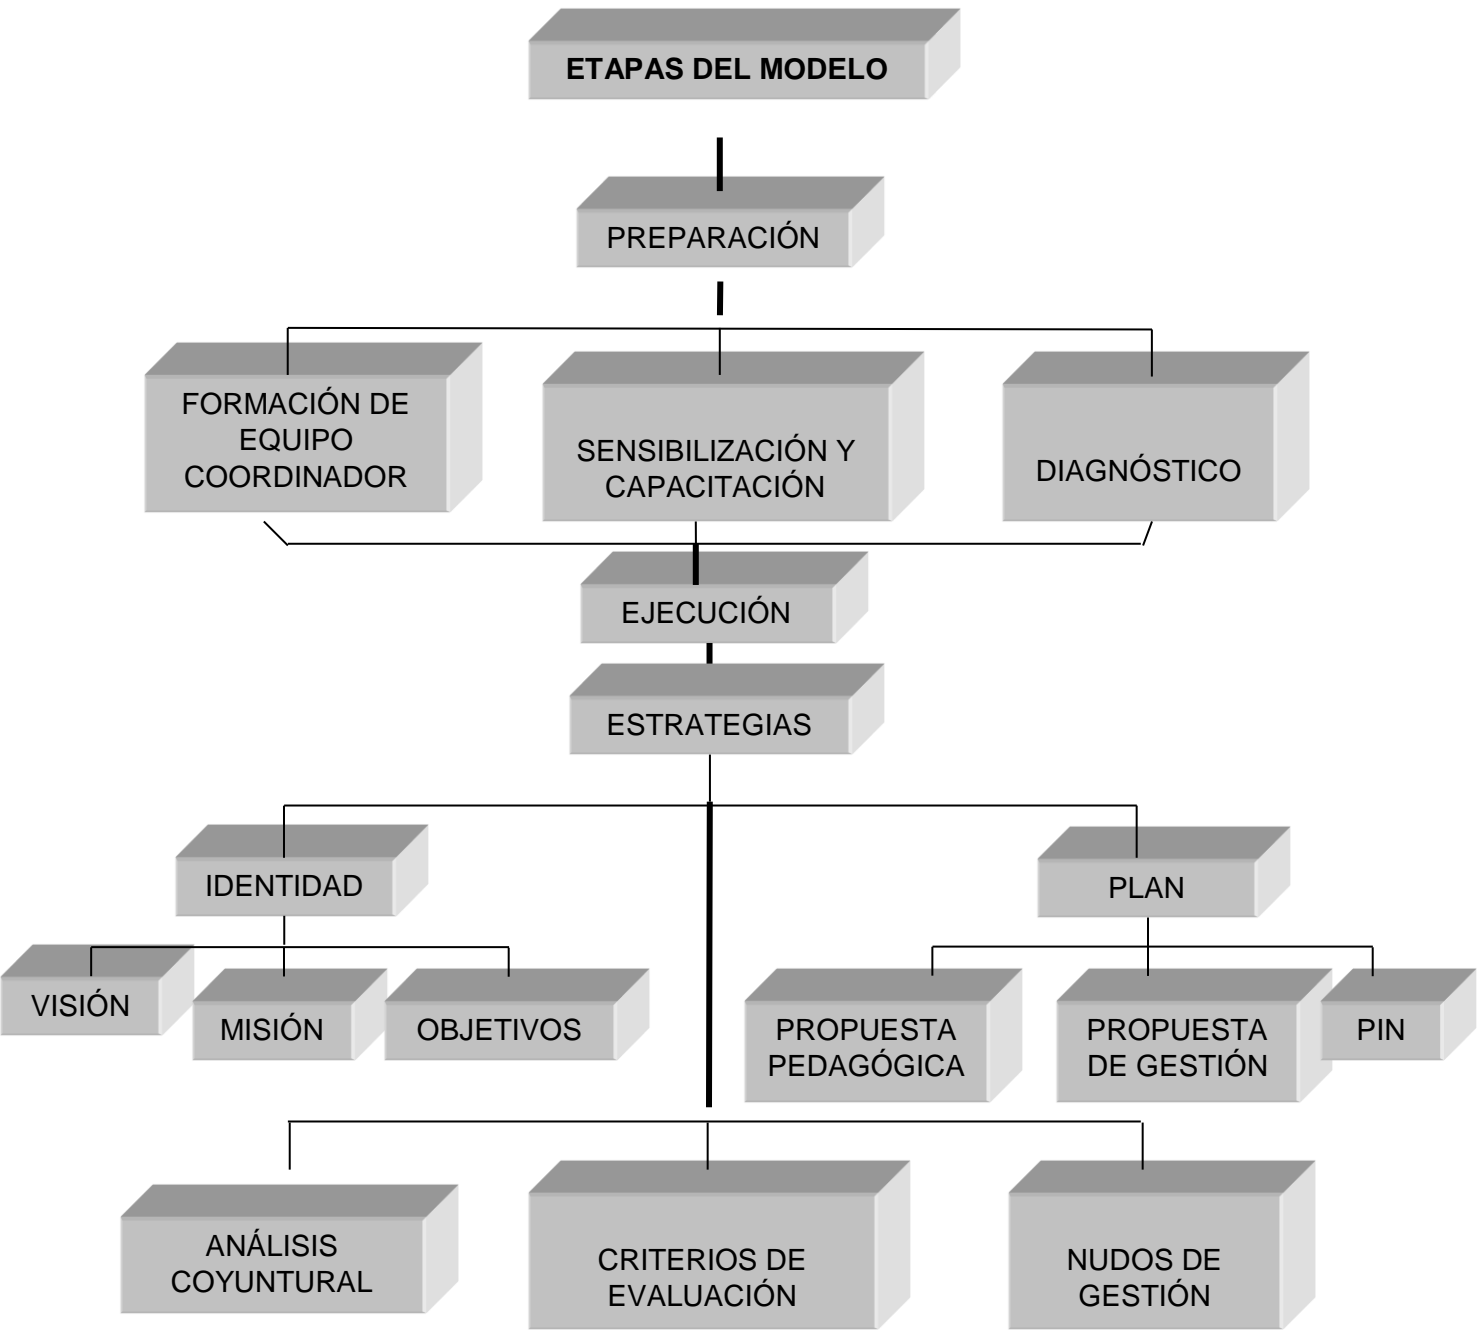 ETAPAS DEL MODELO
PREPARACIÓN
FORMACIÓN DE
EQUIPO
COORDINADOR
SENSIBILIZACIÓN Y
CAPACITACIÓN
DIAGNÓSTICO
EJECUCIÓN
ESTRATEGIAS
IDENTIDAD
PLAN
VISIÓN
MISIÓN
OBJETIVOS
PROPUESTA
PEDAGÓGICA
PROPUESTA
DE GESTIÓN
PIN
ANÁLISIS
COYUNTURAL
CRITERIOS DE
EVALUACIÓN
NUDOS DE
GESTIÓN